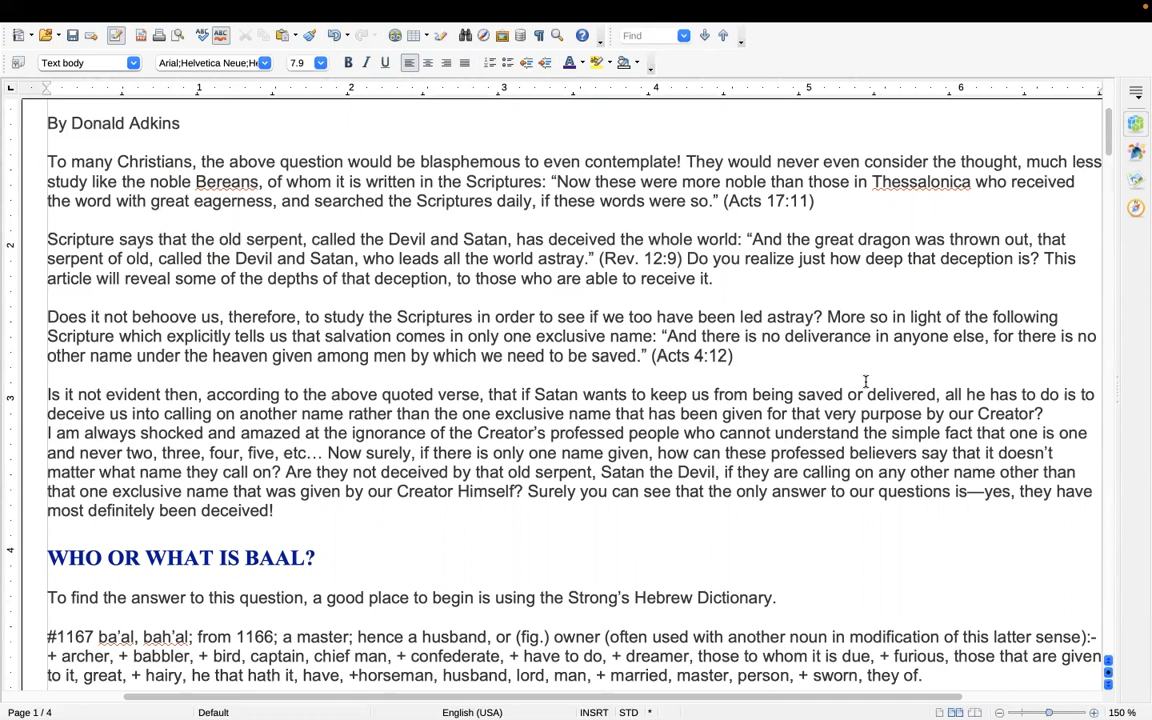 Find
Text body
Arial;Helvetica Neue;He
7.9
1 2 3 4 5 6
By Donald Adkins
To many Christians, the above question would be blasphemous to even contemplate! They would never even consider the thought, much less
study like the noble Bereans, of whom it is written in the Scriptures: “Now these were more noble than those in Thessalonica who received
the word with great eagerness, and searched the Scriptures daily, if these words were so.” (Acts 17:11)
Scripture says that the old serpent, called the Devil and Satan, has deceived the whole world: “And the great dragon was thrown out, that
serpent of old, called the Devil and Satan, who leads all the world astray.” (Rev. 12:9) Do you realize just how deep that deception is? This
article will reveal some of the depths of that deception, to those who are able to receive it.
Does it not behoove us, therefore, to study the Scriptures in order to see if we too have been led astray? More so in light of the following
Scripture which explicitly tells us that salvation comes in only one exclusive name: “And there is no deliverance in anyone else, for there is no
other name under the heaven given among men by which we need to be saved.” (Acts 4:12)
Is it not evident then, according to the above quoted verse, that if Satan wants to keep us from being saved or delivered, all he has to do is to
deceive us into calling on another name rather than the one exclusive name that has been given for that very purpose by our Creator?
I am always shocked and amazed at the ignorance of the Creator’s professed people who cannot understand the simple fact that one is one
and never two, three, four, five, etc… Now surely, if there is only one name given, how can these professed believers say that it doesn’t
matter what name they call on? Are they not deceived by that old serpent, Satan the Devil, if they are calling on any other name other than
that one exclusive name that was given by our Creator Himself? Surely you can see that the only answer to our questions is—yes, they have
most definitely been deceived!
WHO OR WHAT IS BAAL?
To find the answer to this question, a good place to begin is using the Strong’s Hebrew Dictionary.
#1167 ba’al, bah’al; from 1166; a master; hence a husband, or (fig.) owner (often used with another noun in modification of this latter sense):-
+ archer, + babbler, + bird, captain, chief man, + confederate, + have to do, + dreamer, those to whom it is due, + furious, those that are given
to it, great, + hairy, he that hath it, have, +horseman, husband, lord, man, + married, master, person, + sworn, they of.
Page 1 / 4 Default English (USA) INSRT STD * 150 %